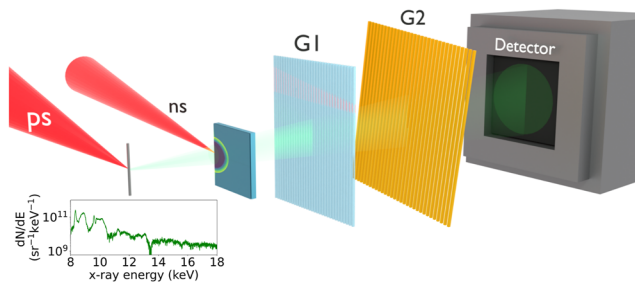 G1
G2
Detector
ps
ns
10¹¹
10⁹
dN/dE
(sr⁻¹keV⁻¹)
8 10 12 14 16 18
x-ray energy (keV)